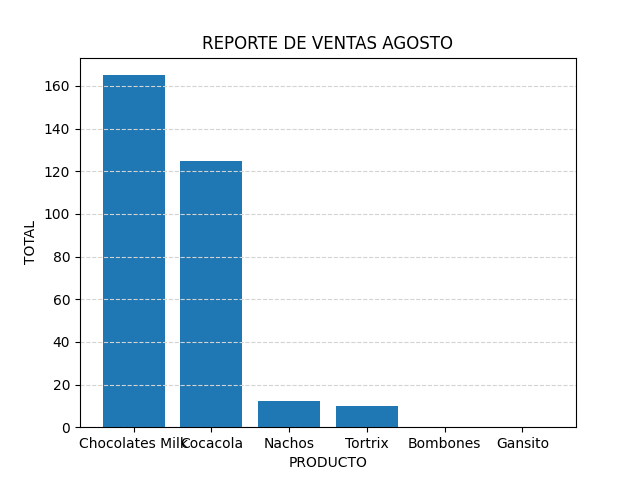 REPORTE DE VENTAS AGOSTO
160
140
120
100
80
60
40
20
0
TOTAL
Chocolates Milk Cocacola Nachos Tortrix Bombones Gansito
PRODUCTO